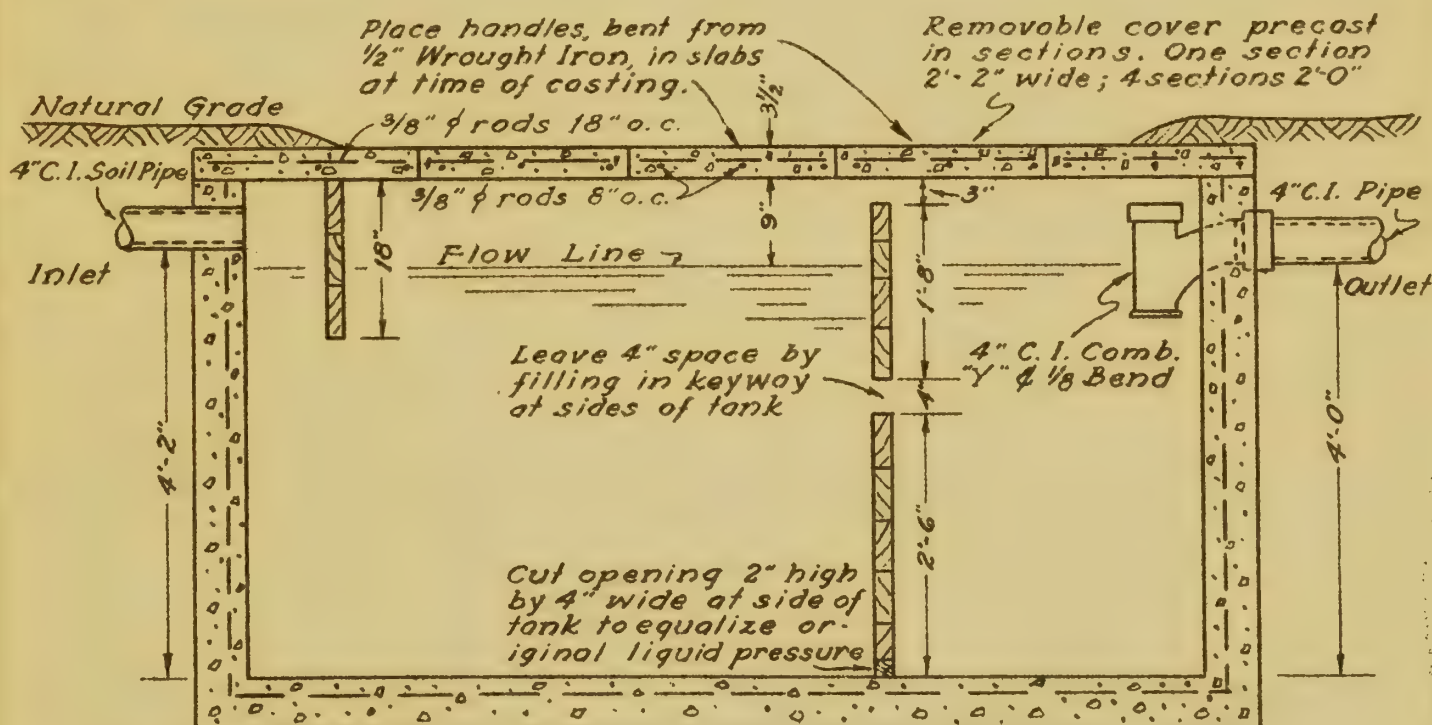 Place handles, bent from
1/2" Wrought Iron, in slabs
at time of casting.
Removable cover precast
in sections. One section
2'-2" wide; 4 sections 2'-0"
Natural Grade
3/8" ϕ rods 18" o.c.
3 1/2"
4" C.I. Soil Pipe
3/8" ϕ rods 8" o.c.
9"
3"
4" C.I. Pipe
18"
Flow Line
Inlet
1'-8"
Outlet
Leave 4" space by
filling in keyway
at sides of tank
4"
4" C. I. Comb.
"Y" & 1/8 Bend
4'-2"
4'-0"
2'-6"
Cut opening 2" high
by 4" wide at side of
tank to equalize or-
iginal liquid pressure